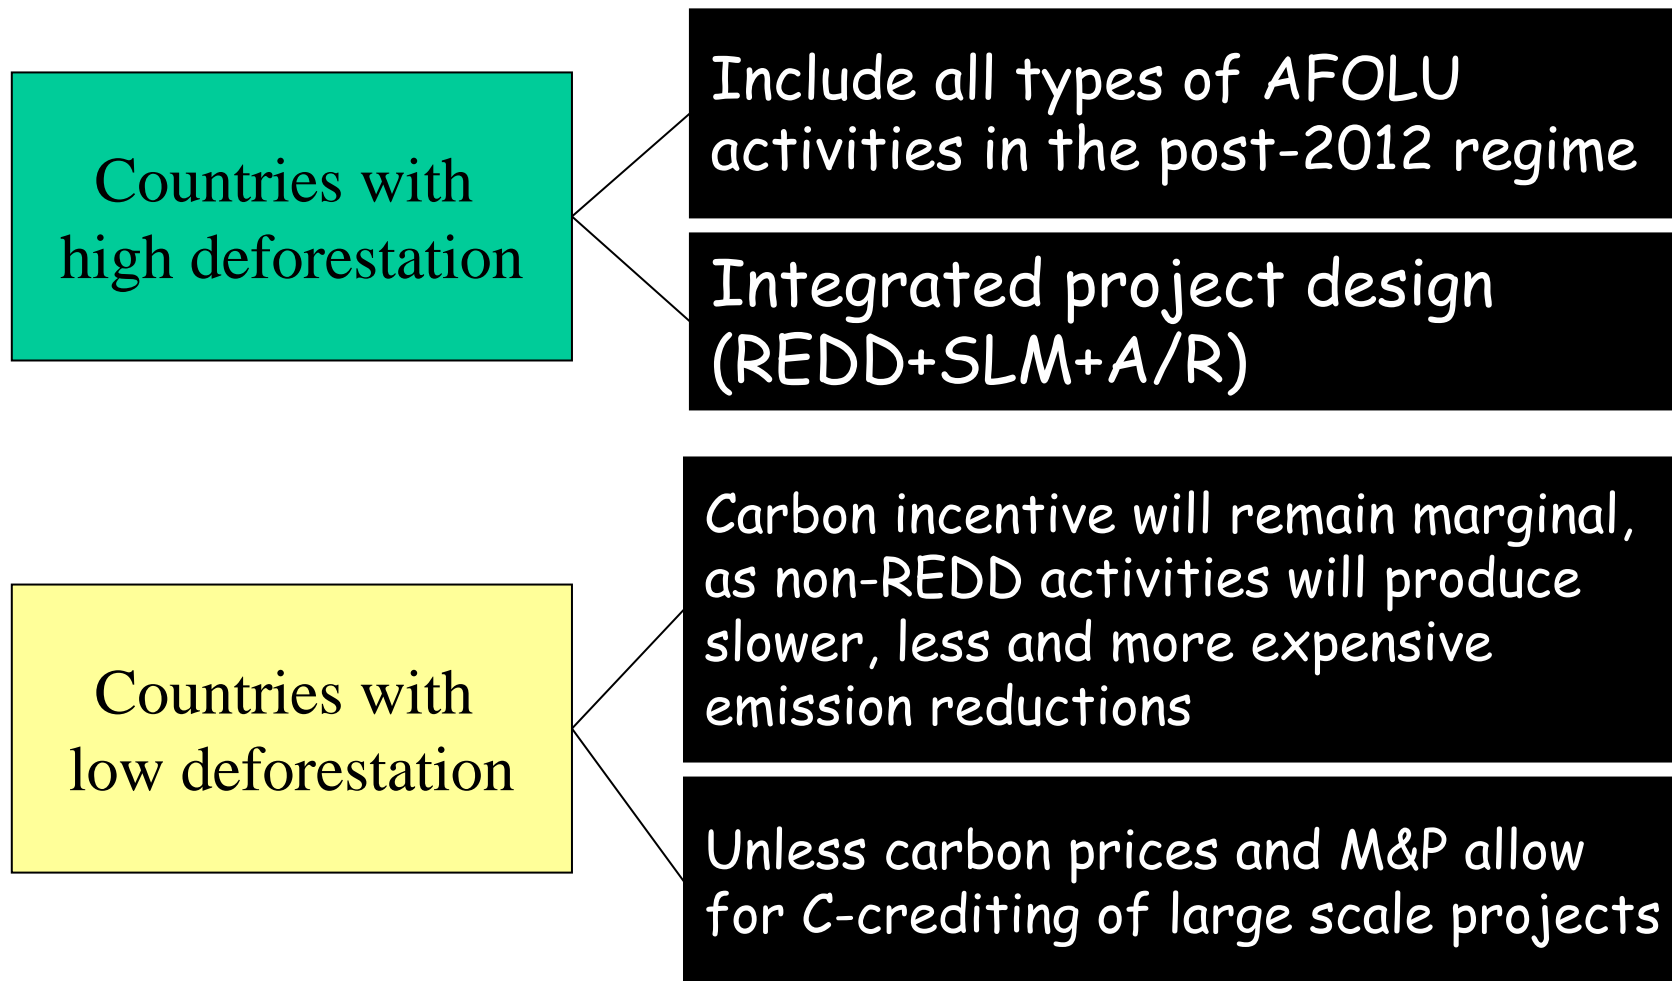 Countries with
high deforestation
Include all types of AFOLU
activities in the post-2012 regime
Integrated project design
(REDD+SLM+A/R)
Countries with
low deforestation
Carbon incentive will remain marginal,
as non-REDD activities will produce
slower, less and more expensive
emission reductions
Unless carbon prices and M&P allow
for C-crediting of large scale projects